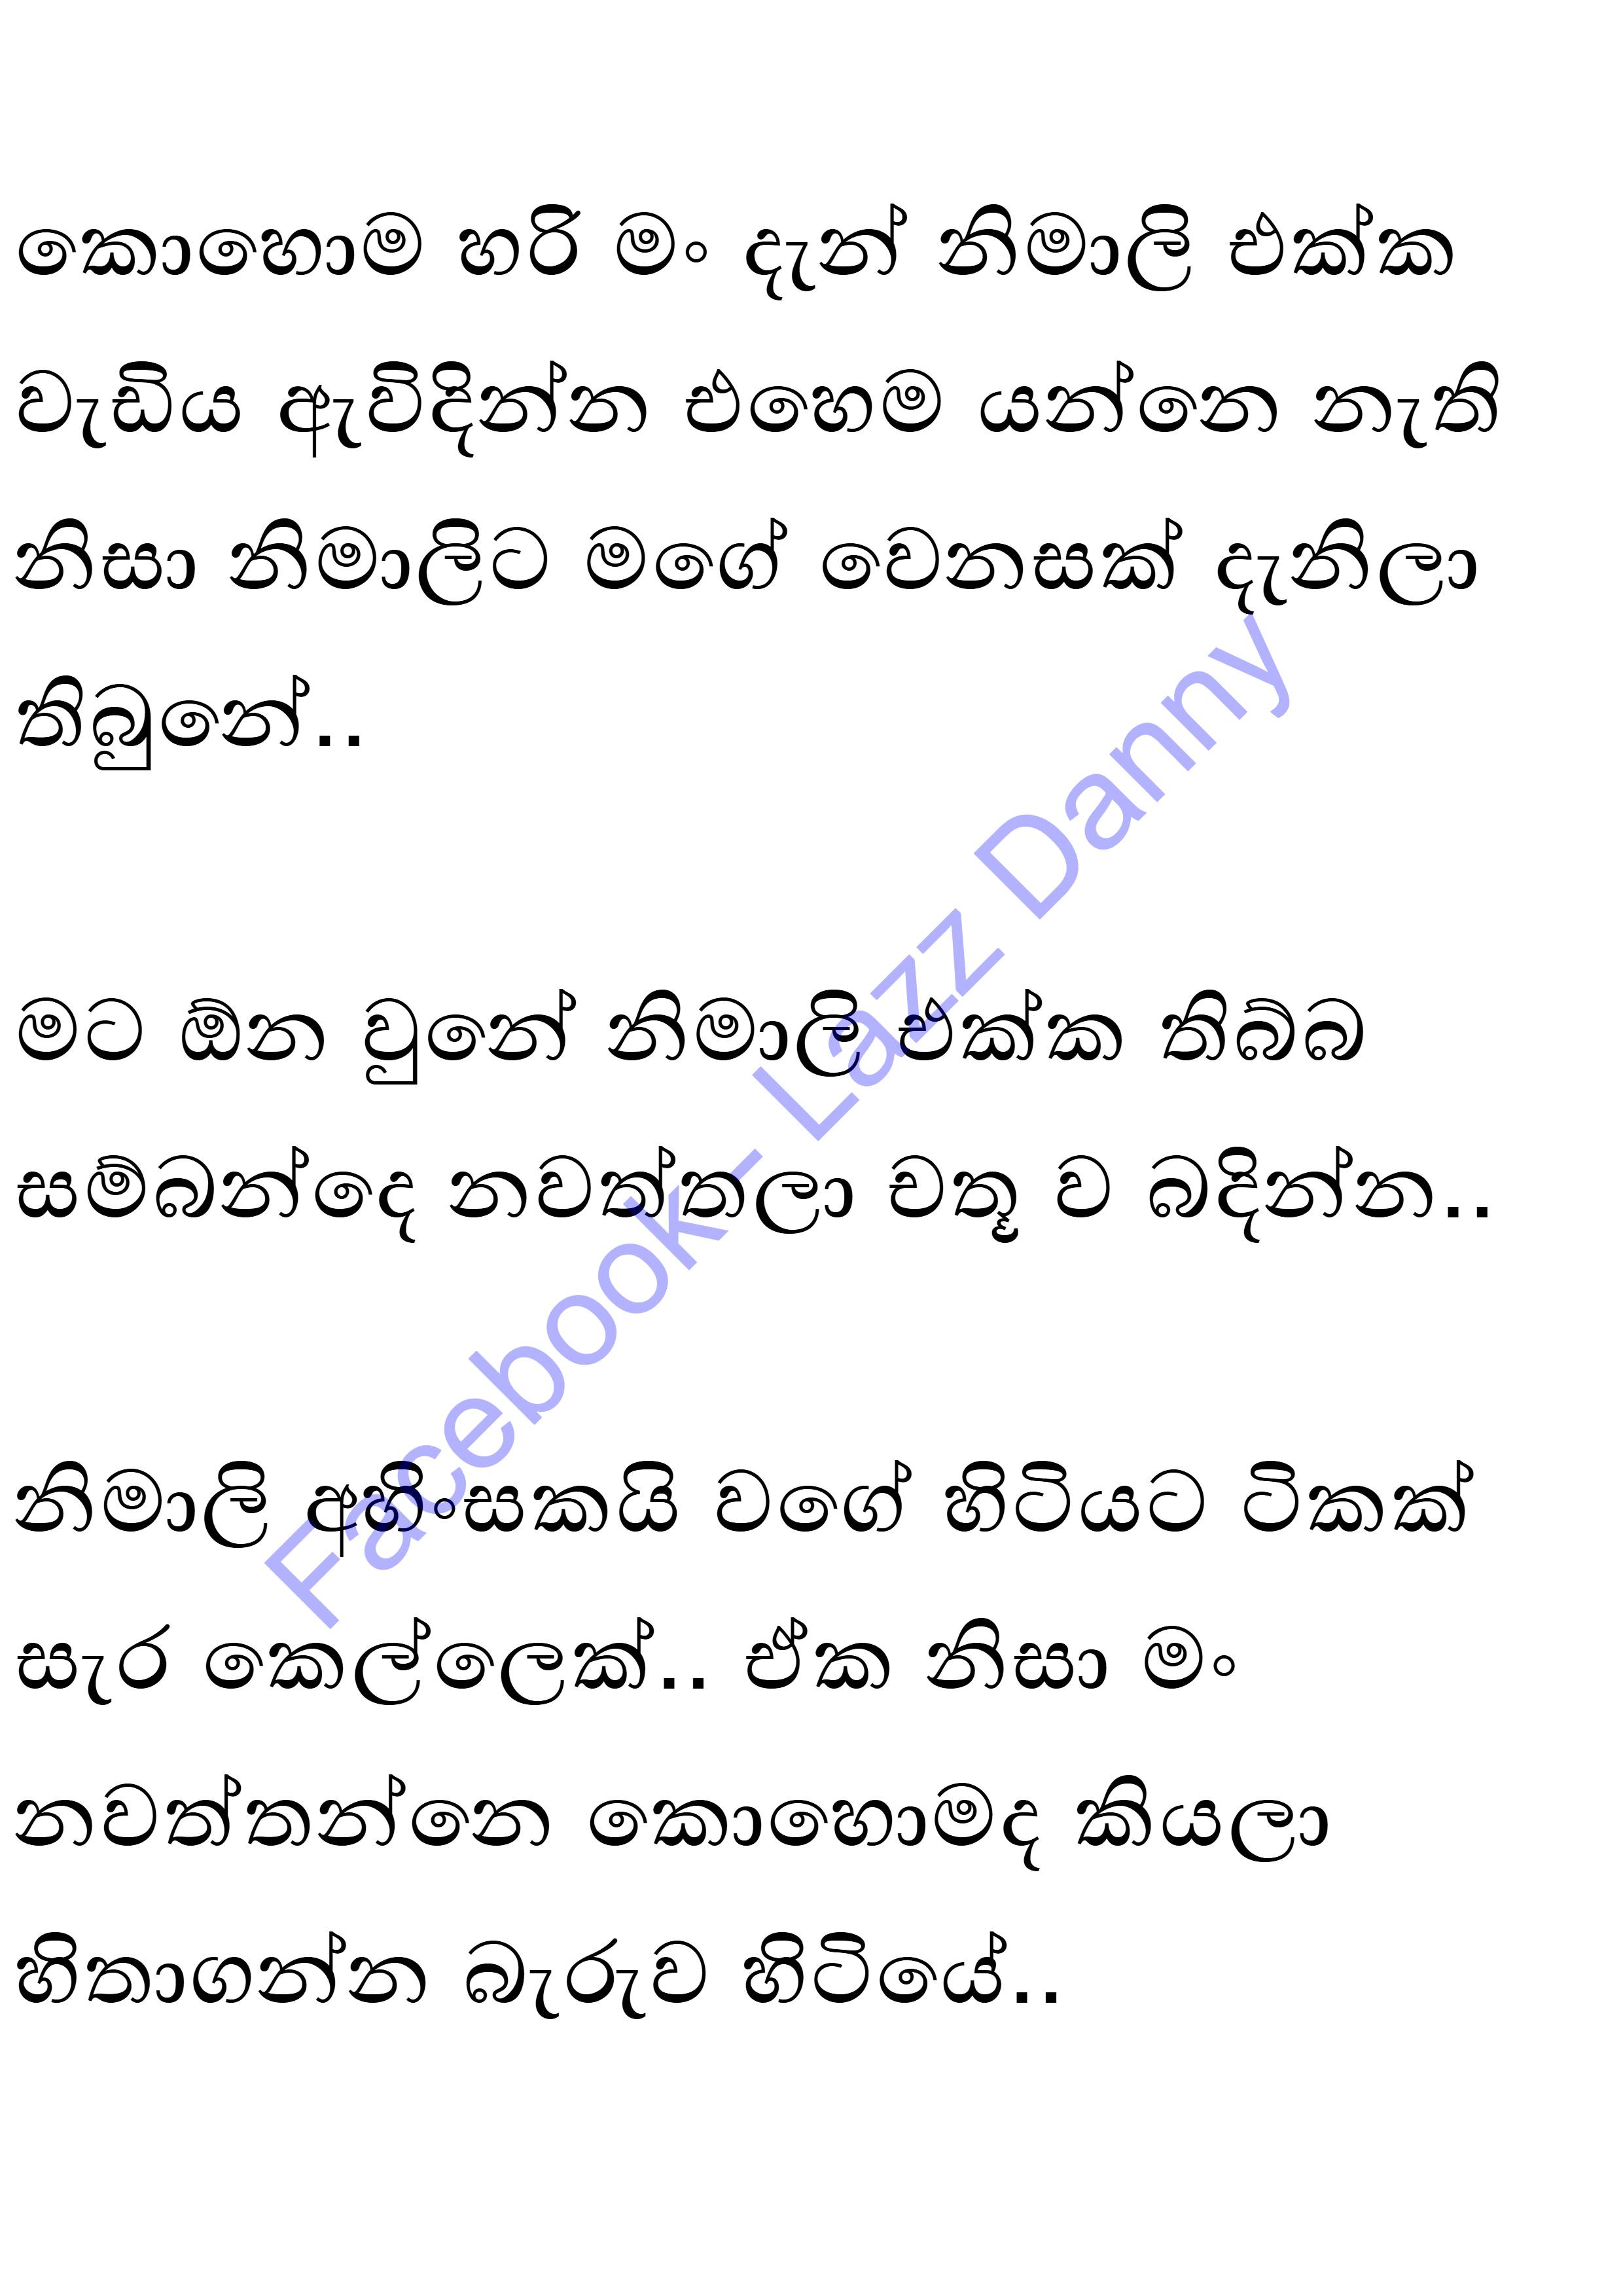 කොහොම හරි මං දැන් නිමාලි එක්ක
වැඩිය ඇවිදින්න එහෙම යන්නෙ නැති
නිසා නිමාලිට මගේ වෙනසක් දැනිලා
තිබුනේ..
මට ඕන වුනේ නිමාලි එක්ක තිබ්බ
සම්බන්දෙ නවත්තලා චතූ ව බදින්න..
නිමාලි අහිංසකයි වගේ හිටියට ටිකක්
සැර කෙල්ලෙක්.. ඒක නිසා මං
නවත්තන්නෙ කොහොමද කියලා
හිතාගන්න බැරුව හිටියේ..
Facebook- Lazz Danny